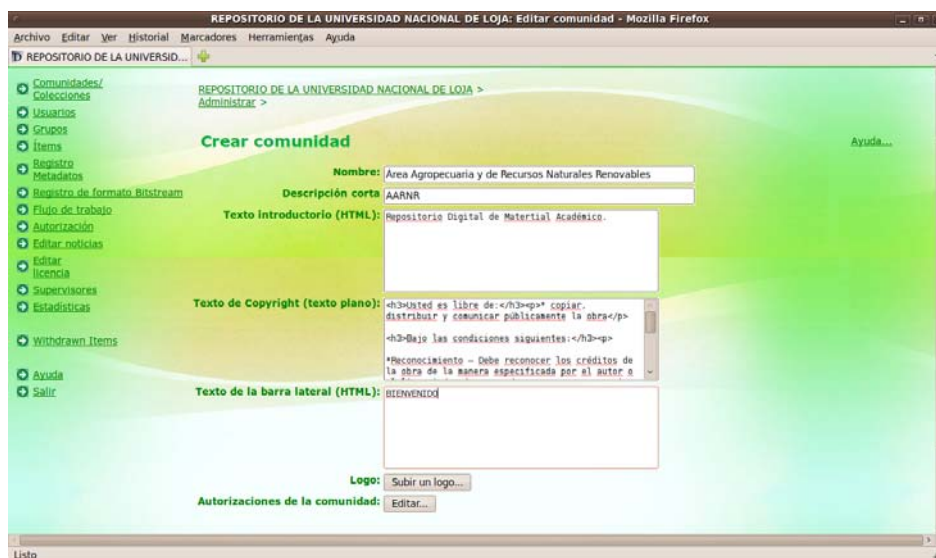 REPOSITORIO DE LA UNIVERSIDAD NACIONAL DE LOJA: Editar comunidad - Mozilla Firefox
Archivo Editar Ver Historial Marcadores Herramientas Ayuda
REPOSITORIO DE LA UNIVERSID...
Comunidades/
Colecciones
Usuarios
Grupos
Ítems
Registro
Metadatos
Registro de formato Bitstream
Flujo de trabajo
Autorización
Editar noticias
Editar
licencia
Supervisores
Estadísticas
Withdrawn Items
Ayuda
Salir
REPOSITORIO DE LA UNIVERSIDAD NACIONAL DE LOJA >
Administrar >
Crear comunidad
Ayuda...
Nombre: Área Agropecuaria y de Recursos Naturales Renovables
Descripción corta AARNR
Texto introductorio (HTML): Repositorio Digital de Matertial Académico.
Texto de Copyright (texto plano): <h3>Usted es libre de:</h3><p>* copiar.
distribuir y comunicar públicamente la obra</p>
<h3>Bajo las condiciones siguientes:</h3><p>
*Reconocimiento — Debe reconocer los créditos de
la obra de la manera especificada por el autor o
Texto de la barra lateral (HTML): BIENVENIDO
Logo: Subir un logo...
Autorizaciones de la comunidad: Editar...
Listo